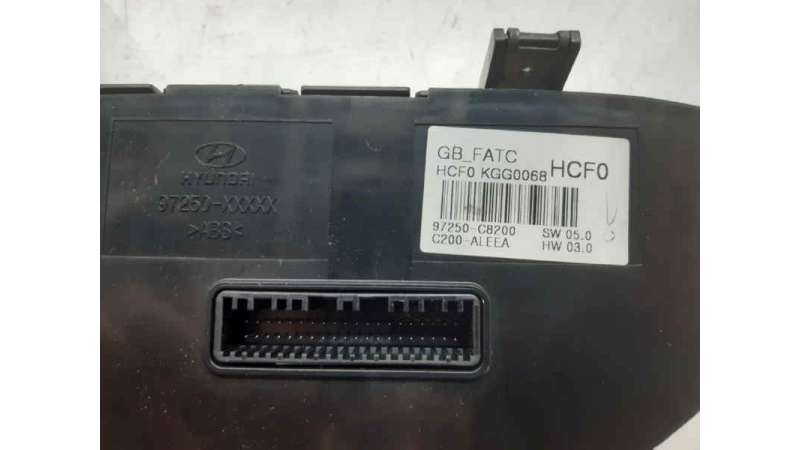 HYUNDAI
97250-XXXXX
>ABS<
GB_FATC
HCF0 KGG0068 HCF0
97250-C8200 SW 05.0
C200-ALEEA HW 03.0